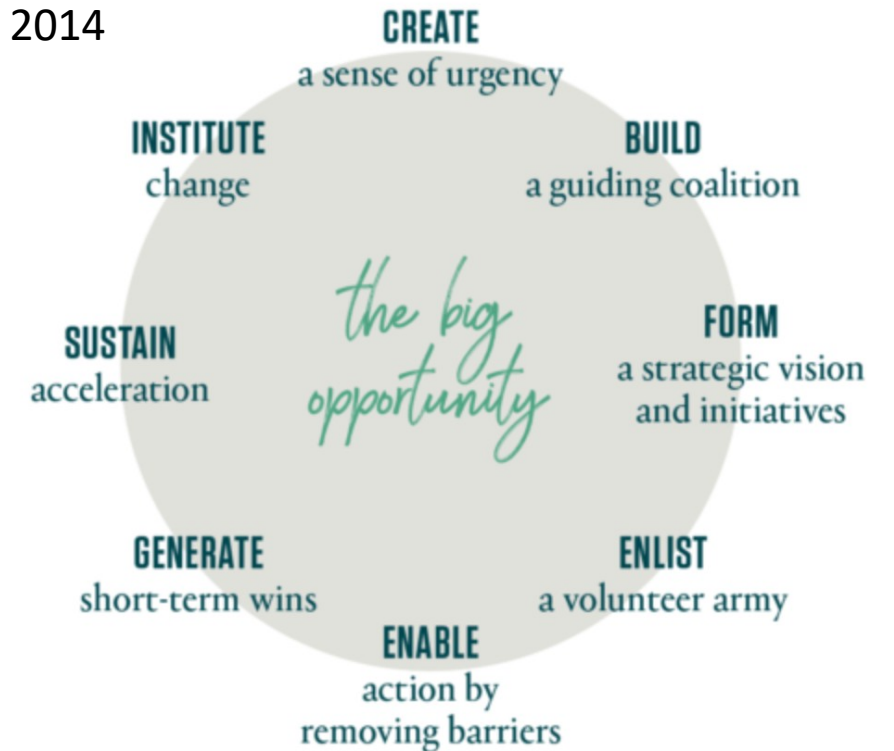 2014
CREATE
a sense of urgency
BUILD
a guiding coalition
FORM
a strategic vision
and initiatives
ENLIST
a volunteer army
ENABLE
action by
removing barriers
GENERATE
short-term wins
SUSTAIN
acceleration
INSTITUTE
change
the big
opportunity